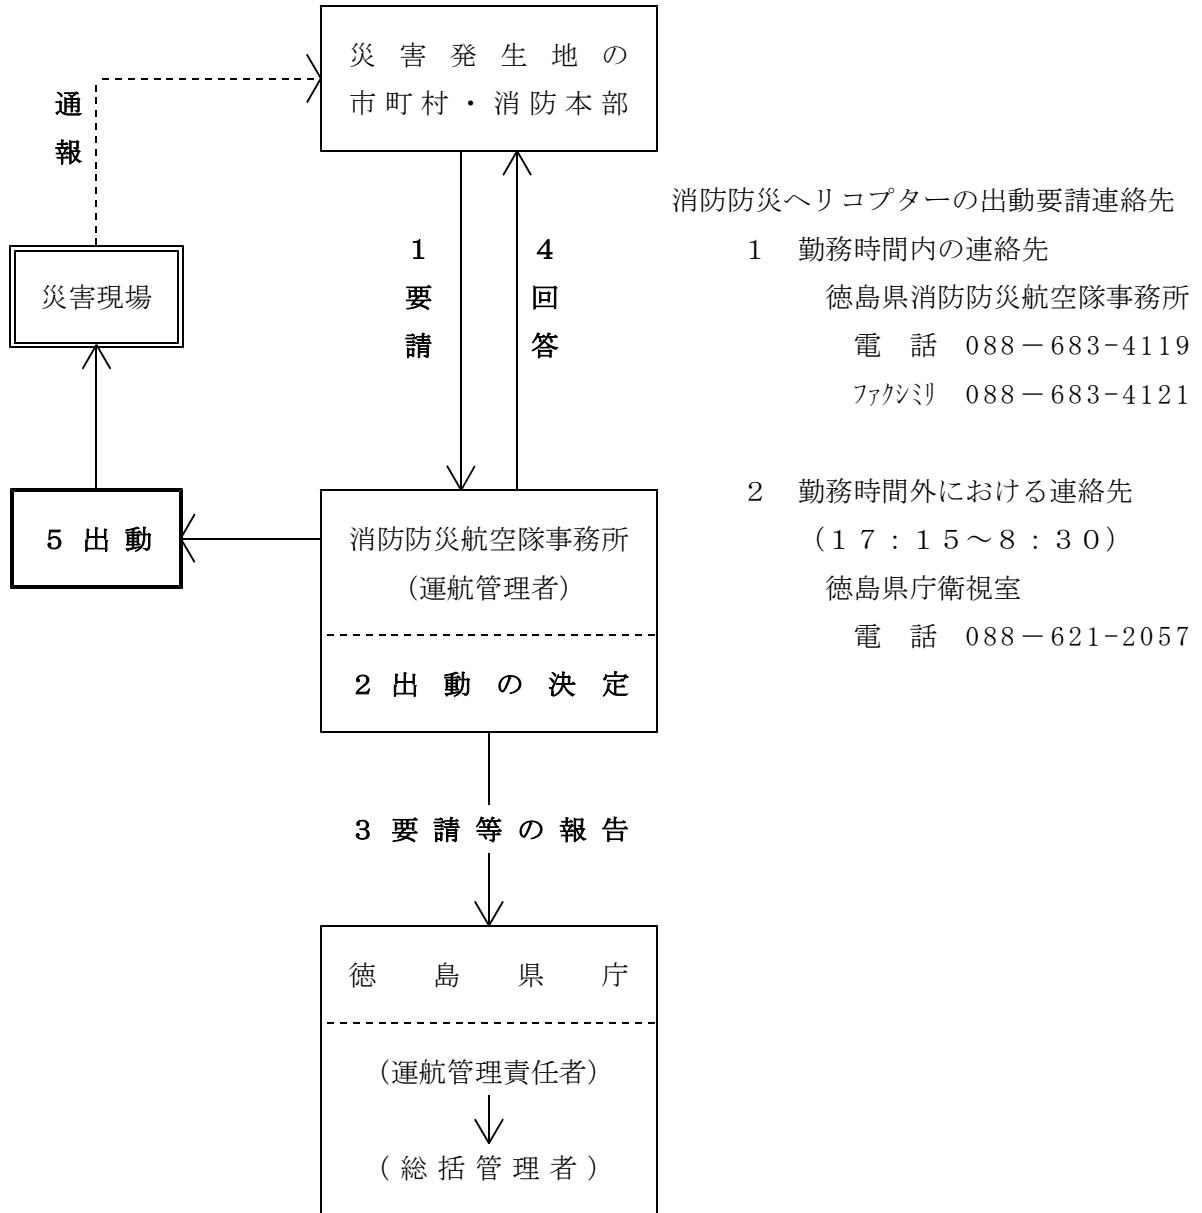 災害発生地の
市町村・消防本部
通報
災害現場
1要請
4回答
5出動
消防防災航空隊事務所
(運航管理者)
2出動の決定
3要請等の報告
徳島県庁
(運航管理責任者)
(総括管理者)
消防防災ヘリコプターの出動要請連絡先
1 勤務時間内の連絡先
徳島県消防防災航空隊事務所
電 話 088-683-4119
ファクシミリ 088-683-4121
2 勤務時間外における連絡先
(17:15～8:30)
徳島県庁衛視室
電 話 088-621-2057